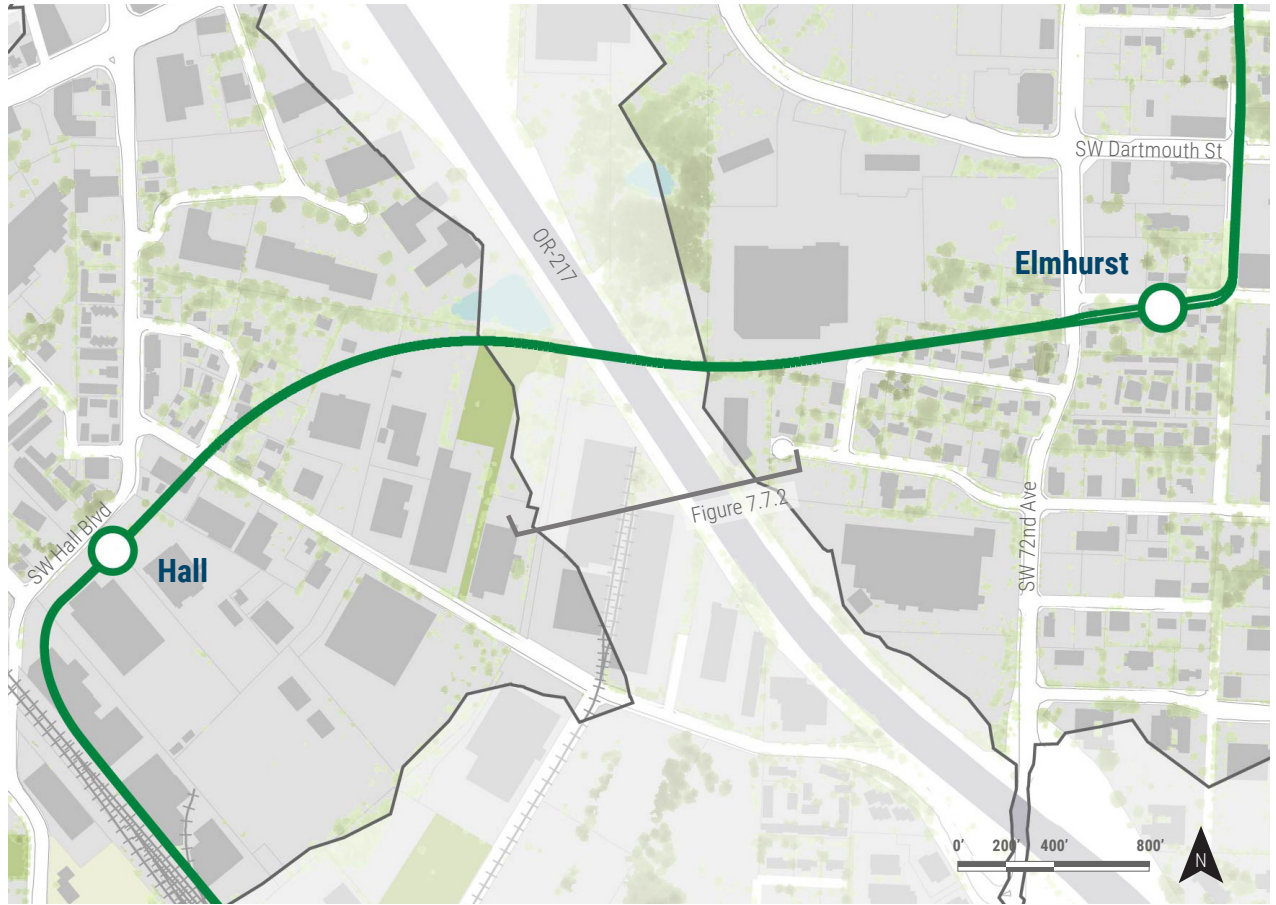 SW Dartmouth St
OR-217
Elmhurst
Figure 7.7.2
SW Hall Blvd
Hall
SW 72nd Ave
0' 200' 400' 800'
N